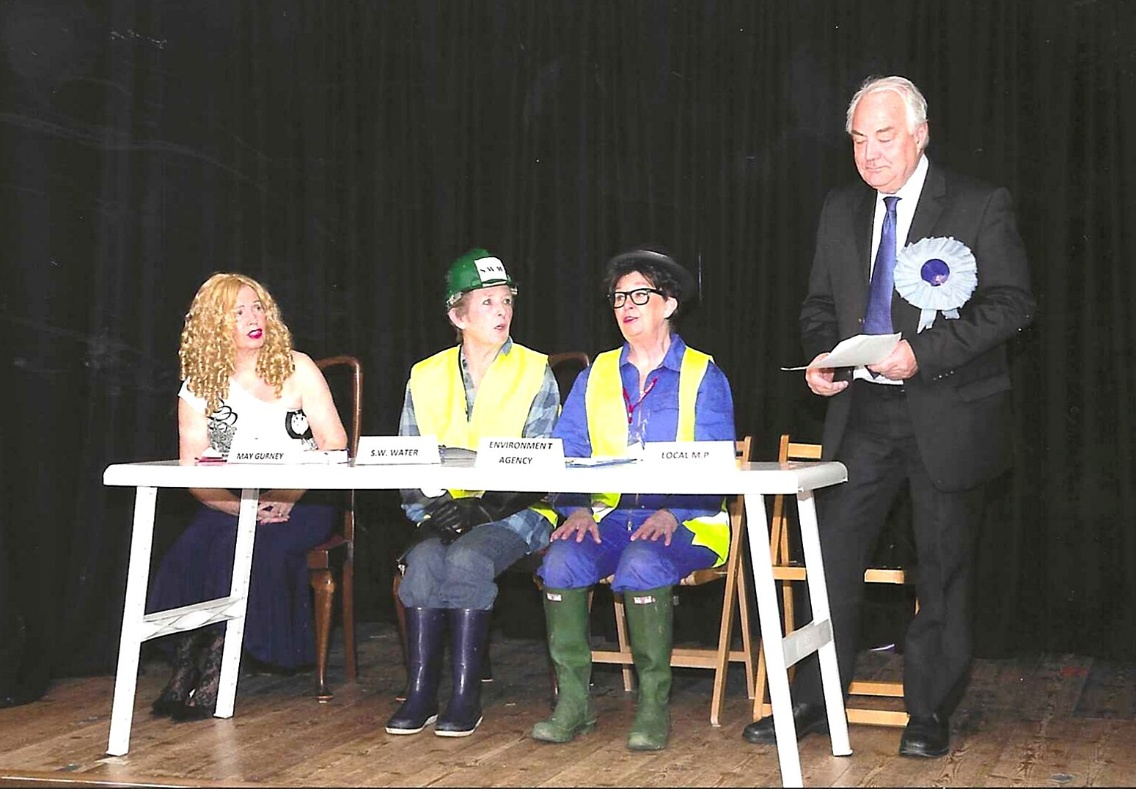 SWW
MAY GURNEY
S.W. WATER
ENVIRONMENT
AGENCY
LOCAL M.P